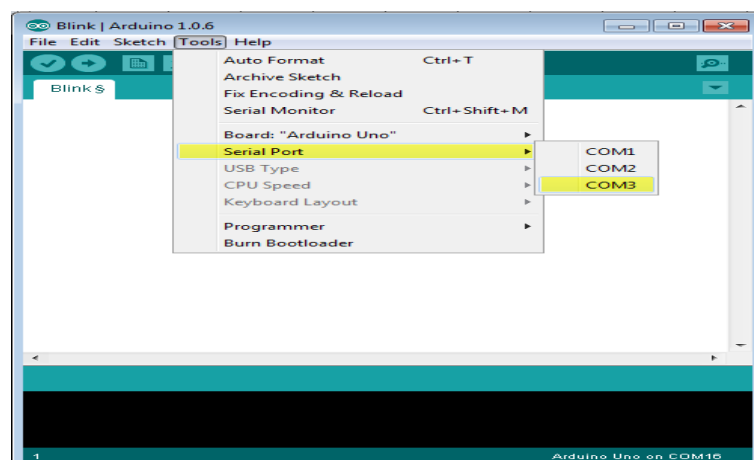 Blink | Arduino 1.0.6
File Edit Sketch Tools Help
Blink §
Auto Format Ctrl+T
Archive Sketch
Fix Encoding & Reload
Serial Monitor Ctrl+Shift+M
Board: "Arduino Uno"
Serial Port
USB Type
CPU Speed
Keyboard Layout
Programmer
Burn Bootloader
COM1
COM2
COM3
1 Arduino Uno on COM16